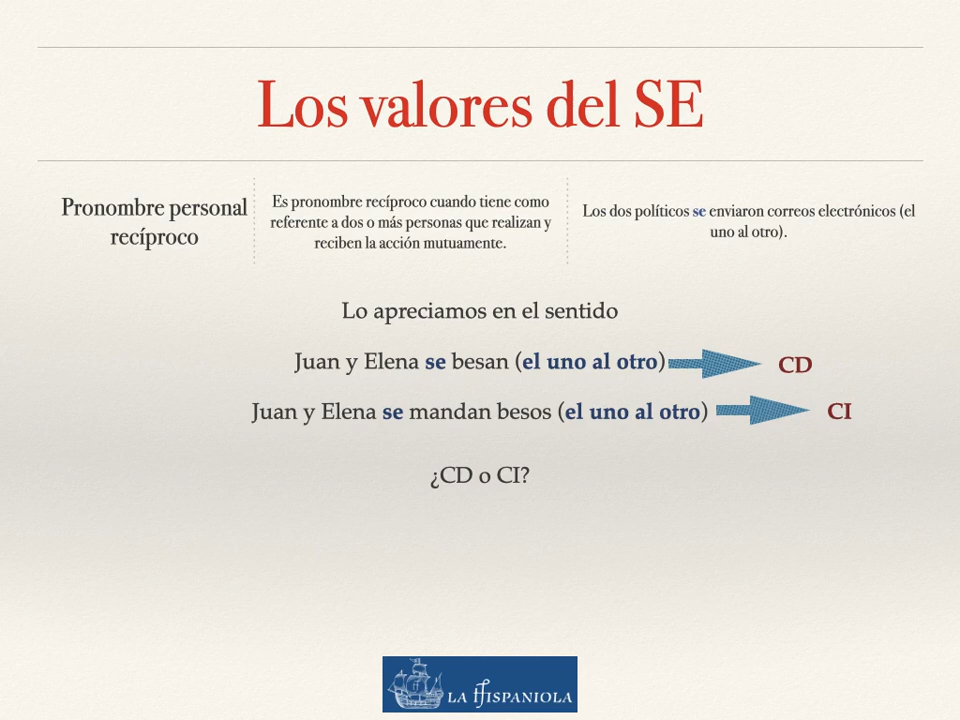 Los valores del SE
Pronombre personal
recíproco
Es pronombre recíproco cuando tiene como
referente a dos o más personas que realizan y
reciben la acción mutuamente.
Los dos políticos se enviaron correos electrónicos (el
uno al otro).
Lo apreciamos en el sentido
Juan y Elena se besan (el uno al otro) CD
Juan y Elena se mandan besos (el uno al otro) CI
¿CD o CI?
LA HISPANIOLA